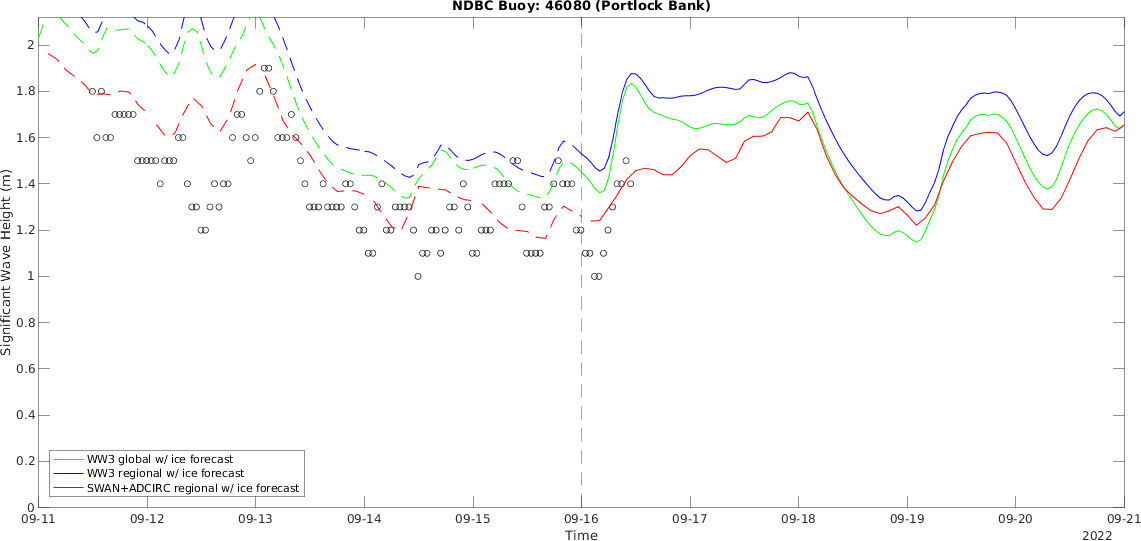 NDBC Buoy: 46080 (Portlock Bank)
Significant Wave Height (m)
2
1.8
1.6
1.4
1.2
1
0.8
0.6
0.4
0.2
0
WW3 global w/ ice forecast
WW3 regional w/ ice forecast
SWAN+ADCIRC regional w/ ice forecast
09-11 09-12 09-13 09-14 09-15 09-16 09-17 09-18 09-19 09-20 09-21
Time
2022